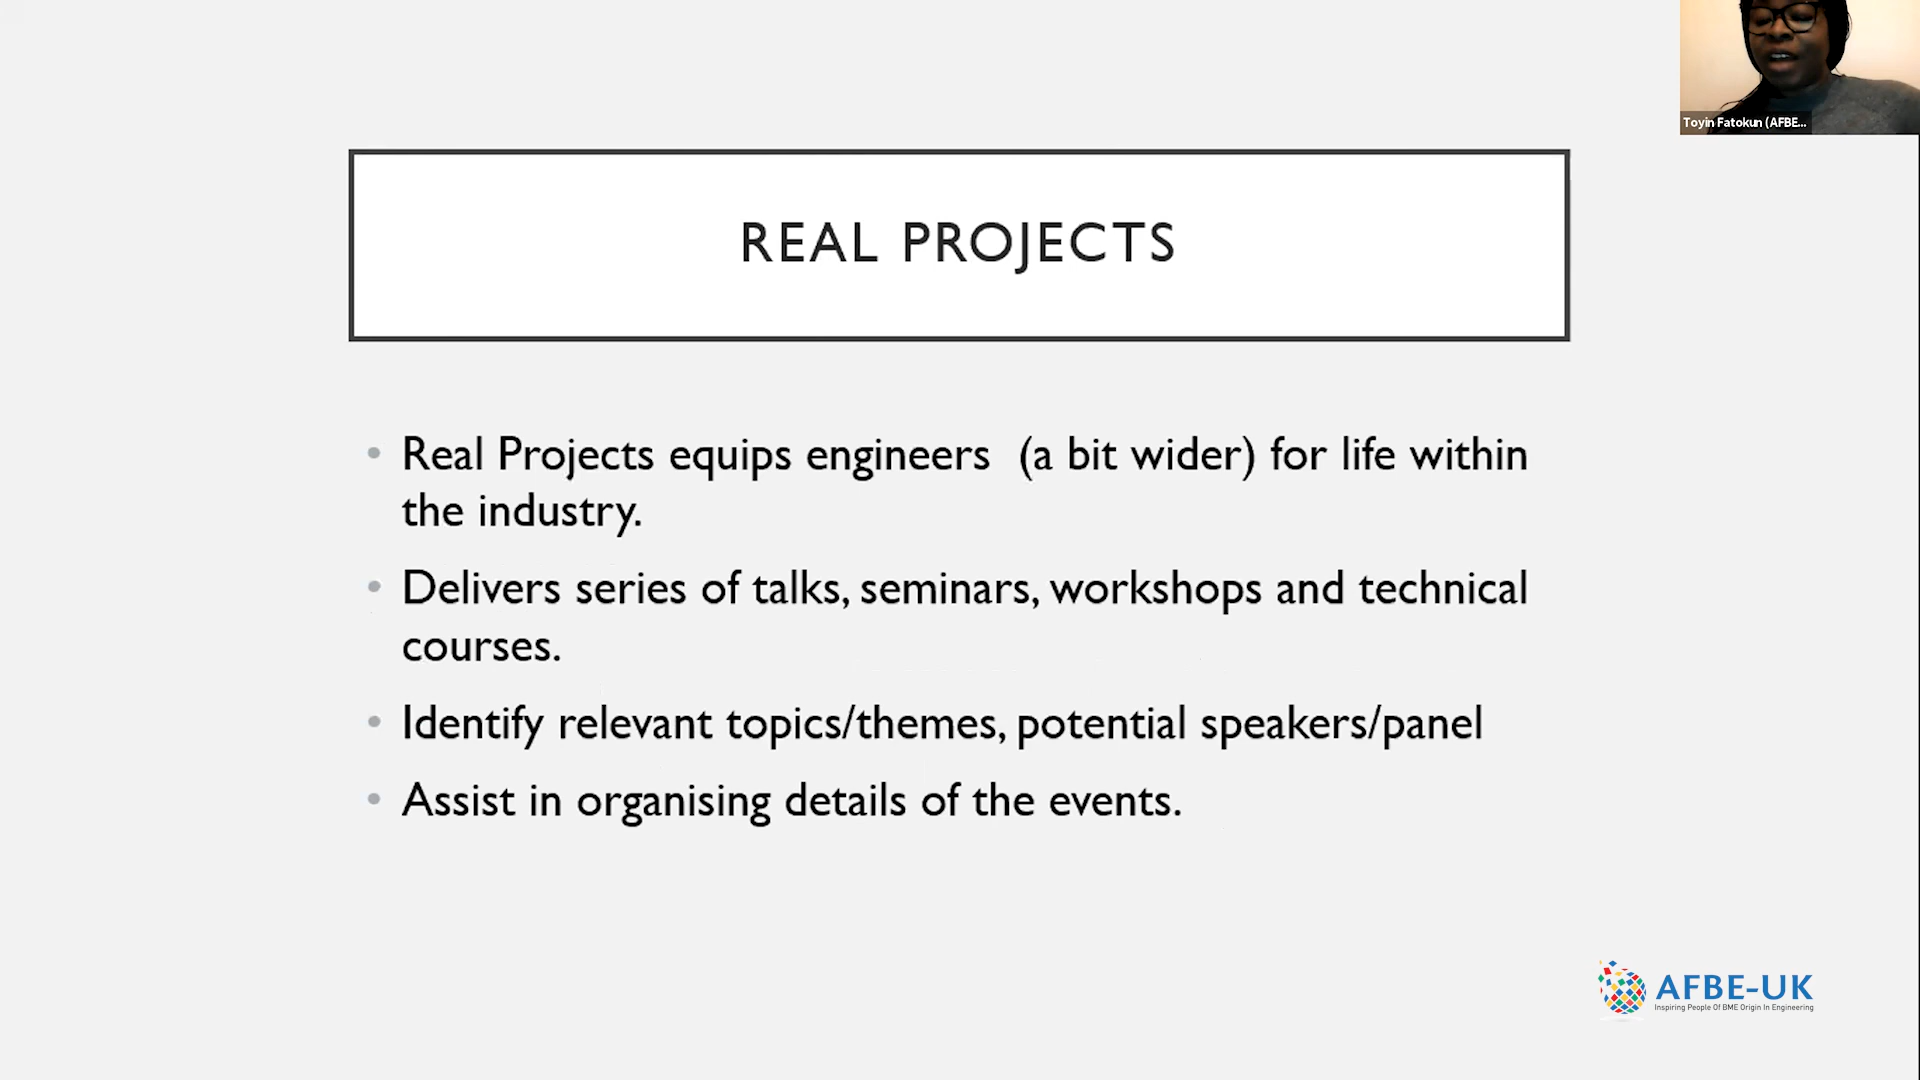 Toyin Fatokun (AFBE...
REAL PROJECTS
• Real Projects equips engineers (a bit wider) for life within
the industry.
• Delivers series of talks, seminars, workshops and technical
courses.
• Identify relevant topics/themes, potential speakers/panel
• Assist in organising details of the events.
AFBE-UK
Inspiring People Of BME Origin In Engineering